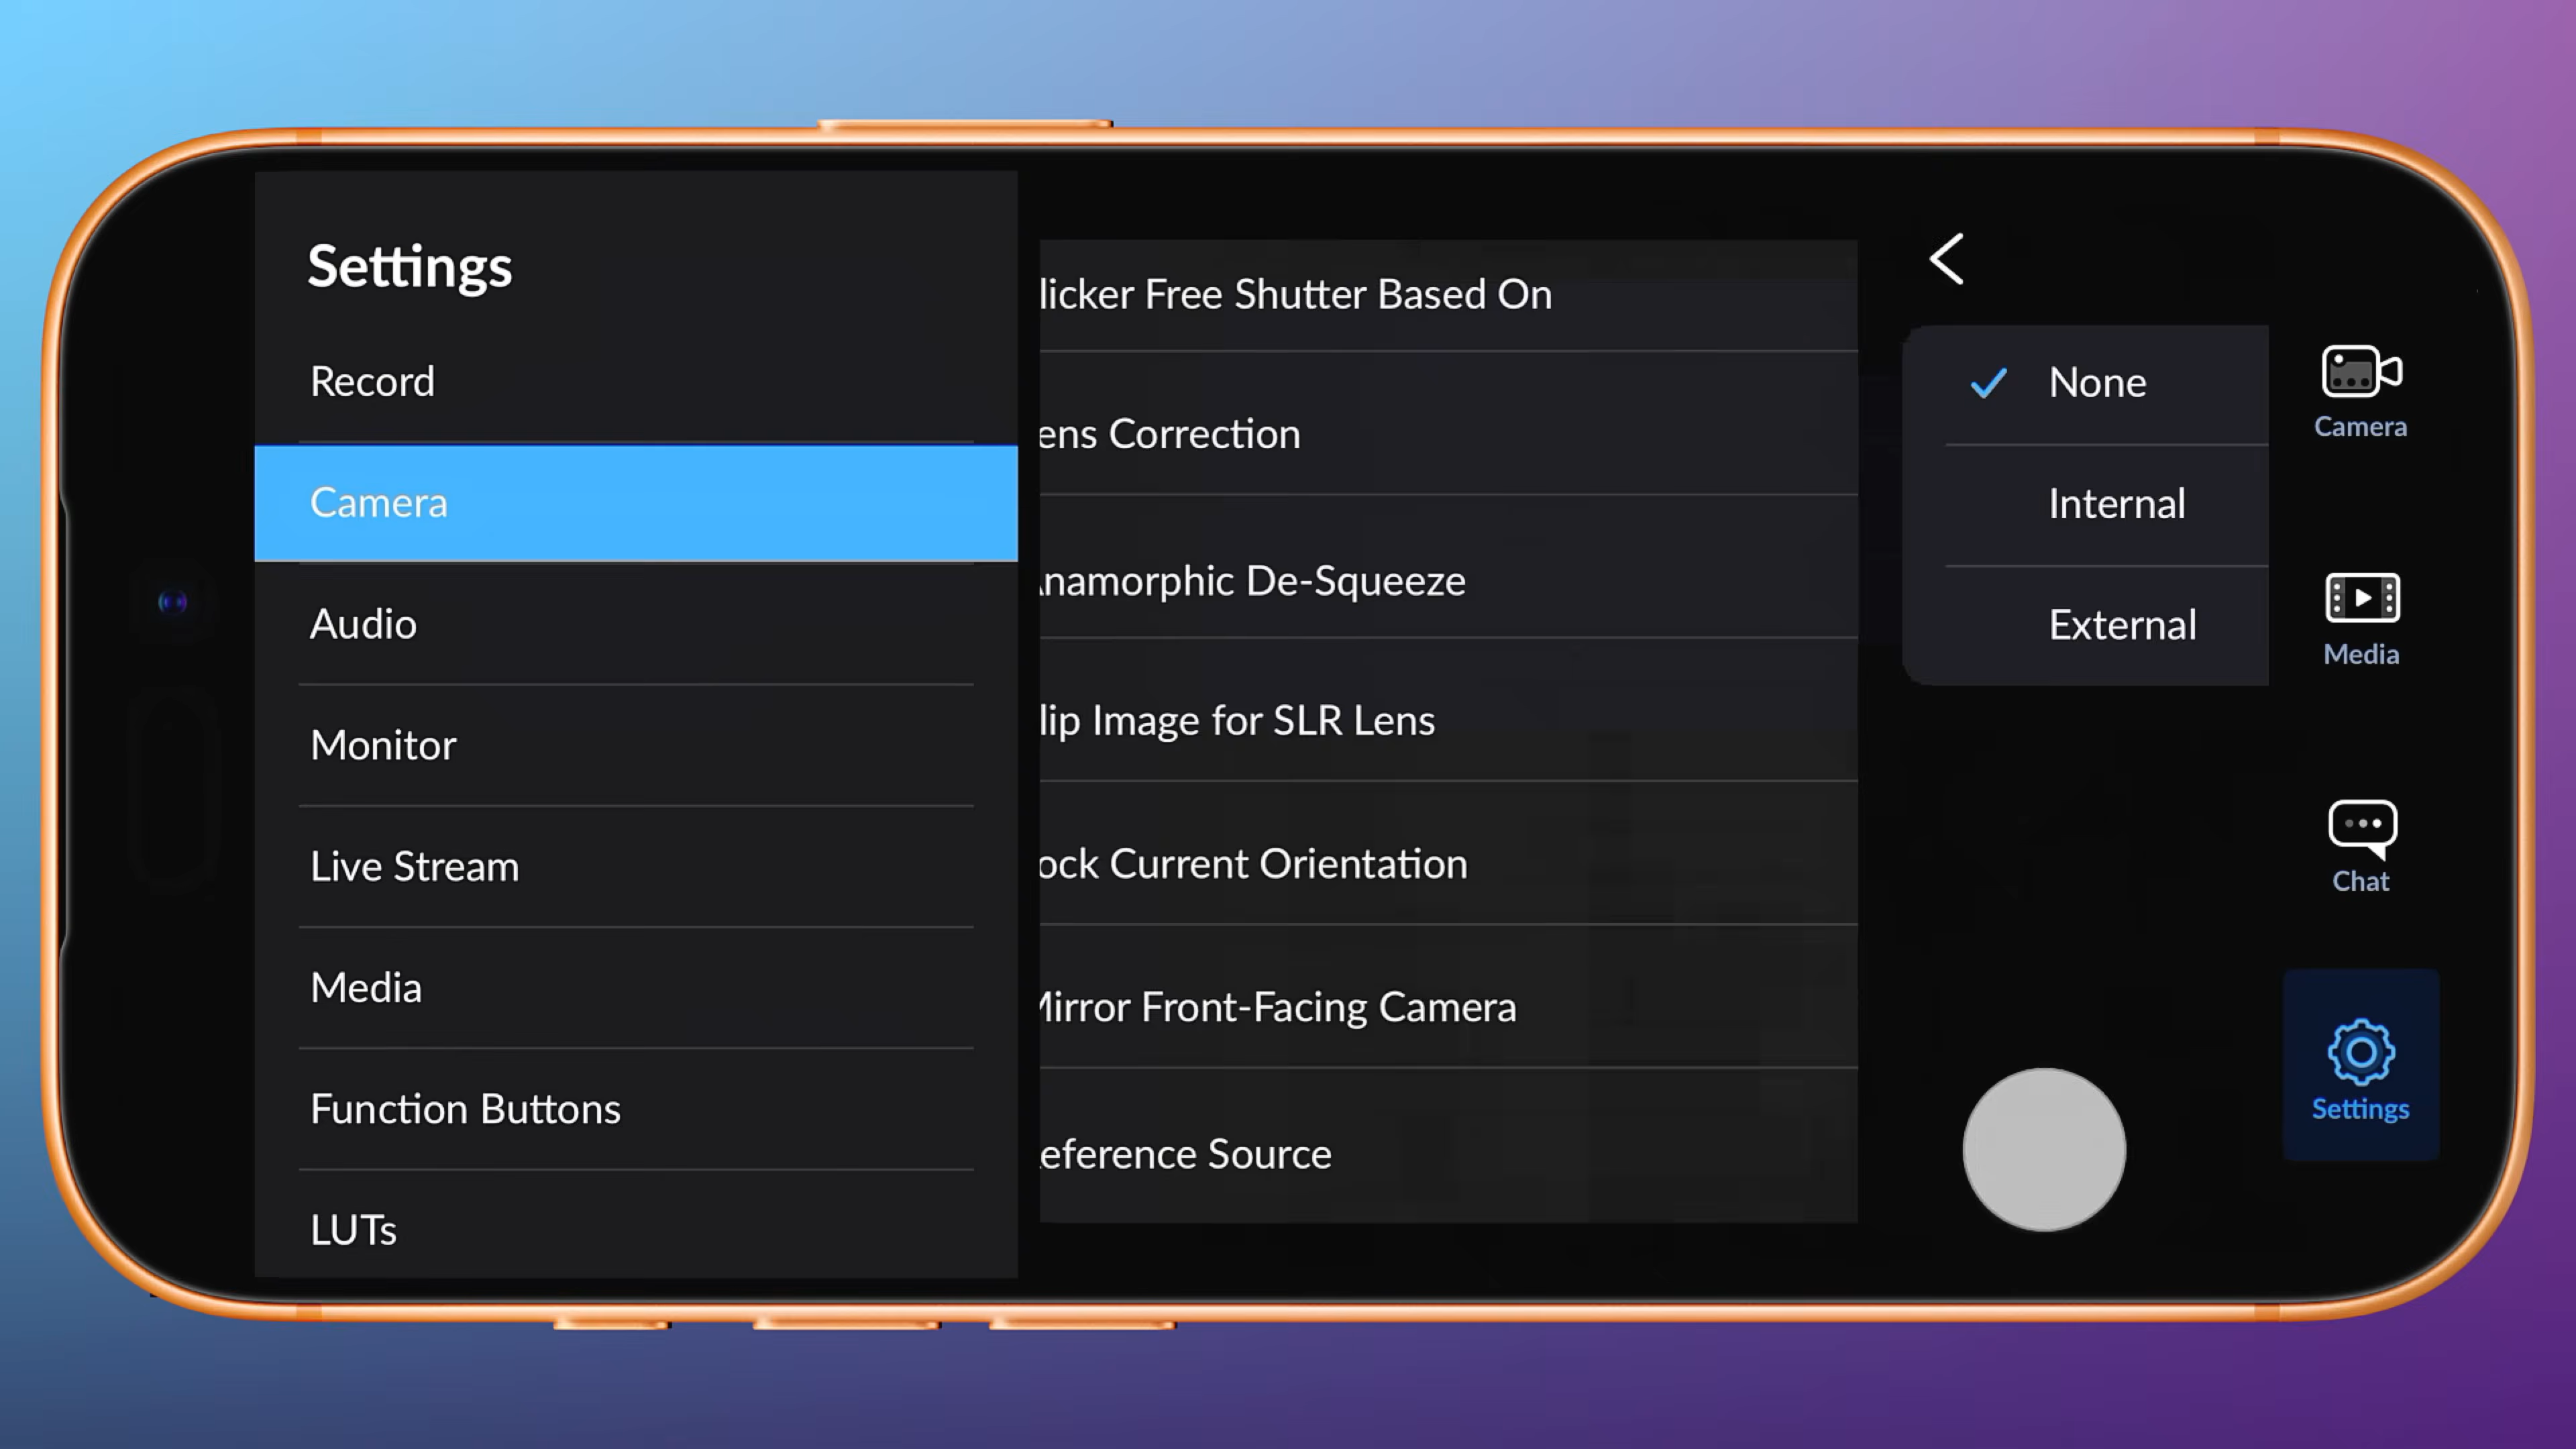 Settings
Record
Camera
Audio
Monitor
Live Stream
Media
Function Buttons
LUTs
licker Free Shutter Based On
ens Correction
namorphic De-Squeeze
lip Image for SLR Lens
ock Current Orientation
Mirror Front-Facing Camera
eference Source
None
Internal
External
Camera
Media
Chat
Settings